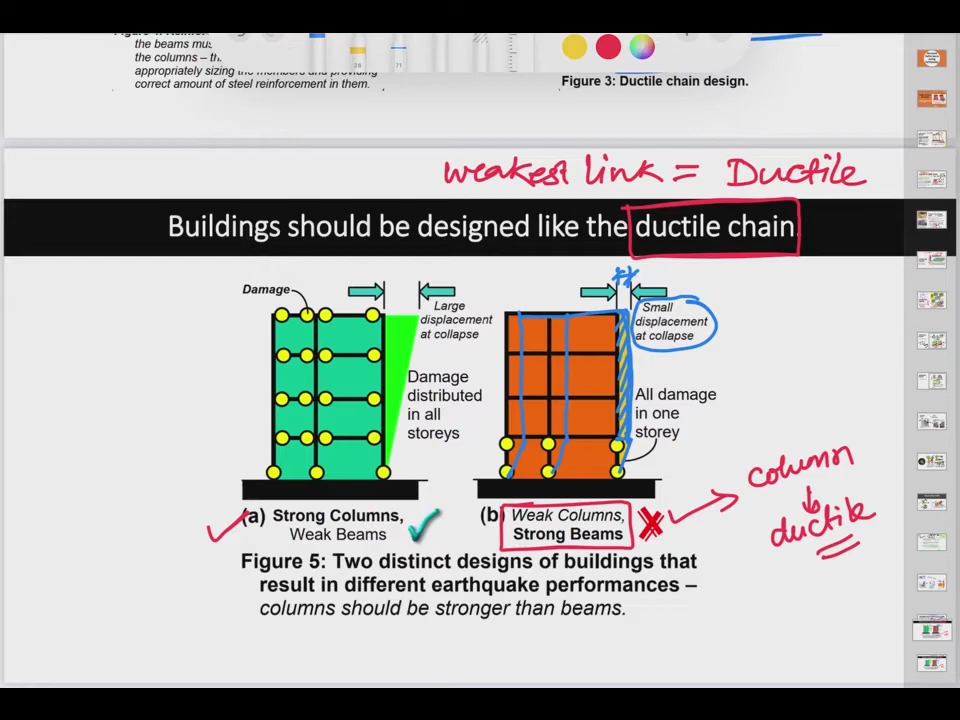 the beams mus
the columns – th
appropriately sizing the members and providing
correct amount of steel reinforcement in them.
Figure 3: Ductile chain design.
weakest link = Ductile
Buildings should be designed like the ductile chain.
Damage
Large
displacement
at collapse
Damage
distributed
in all
storeys
(a) Strong Columns,
Weak Beams
Small
displacement
at collapse
All damage
in one
storey
(b) Weak Columns,
Strong Beams
column
ductile
Figure 5: Two distinct designs of buildings that
result in different earthquake performances –
columns should be stronger than beams.